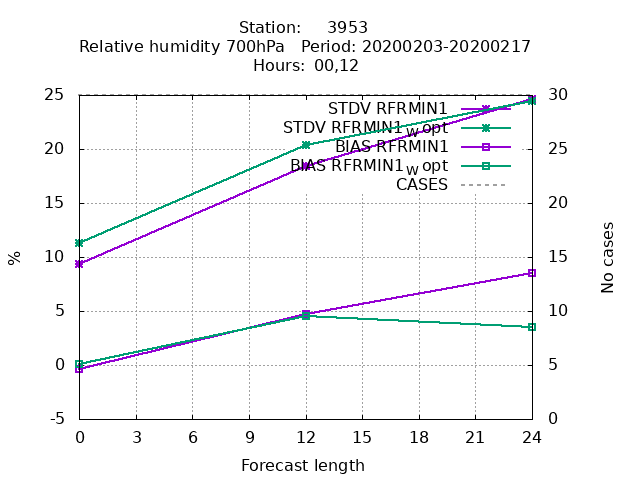 Station: 3953
Relative humidity 700hPa Period: 20200203-20200217
Hours: 00,12
25
20
15
10
5
0
-5
%
30
25
20
15
10
5
0
No cases
STDV RFRMIN1
STDV RFRMIN1_W opt
BIAS RFRMIN1
BIAS RFRMIN1_W opt
CASES
0 3 6 9 12 15 18 21 24
Forecast length